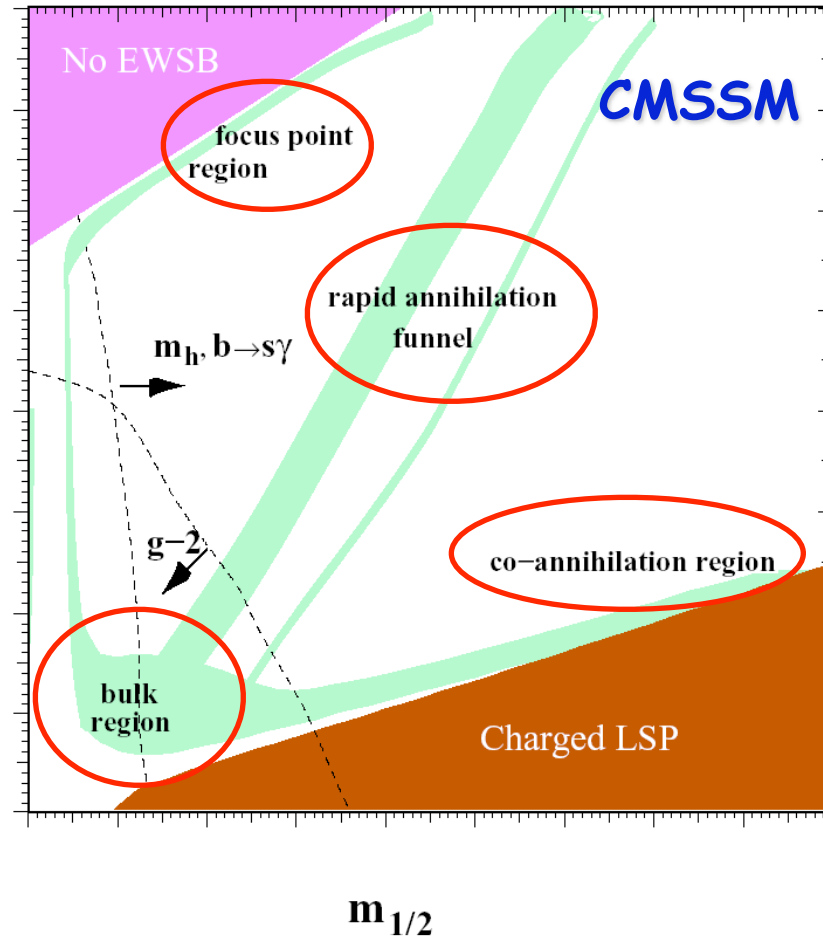 No EWSB
CMSSM
focus point
region
rapid annihilation
funnel
m_h, b→sγ
g−2
co−annihilation region
bulk
region
Charged LSP
m_1/2